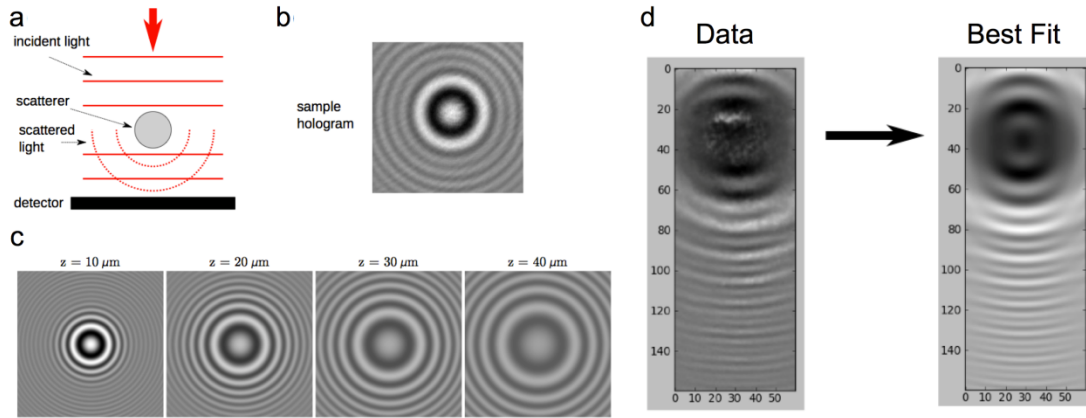 a
incident light
scatterer
scattered
light
detector
b
sample
hologram
c
z = 10 μm
z = 20 μm
z = 30 μm
z = 40 μm
d
Data
0
20
40
60
80
100
120
140
0 10 20 30 40 50
Best Fit
0
20
40
60
80
100
120
140
0 10 20 30 40 50